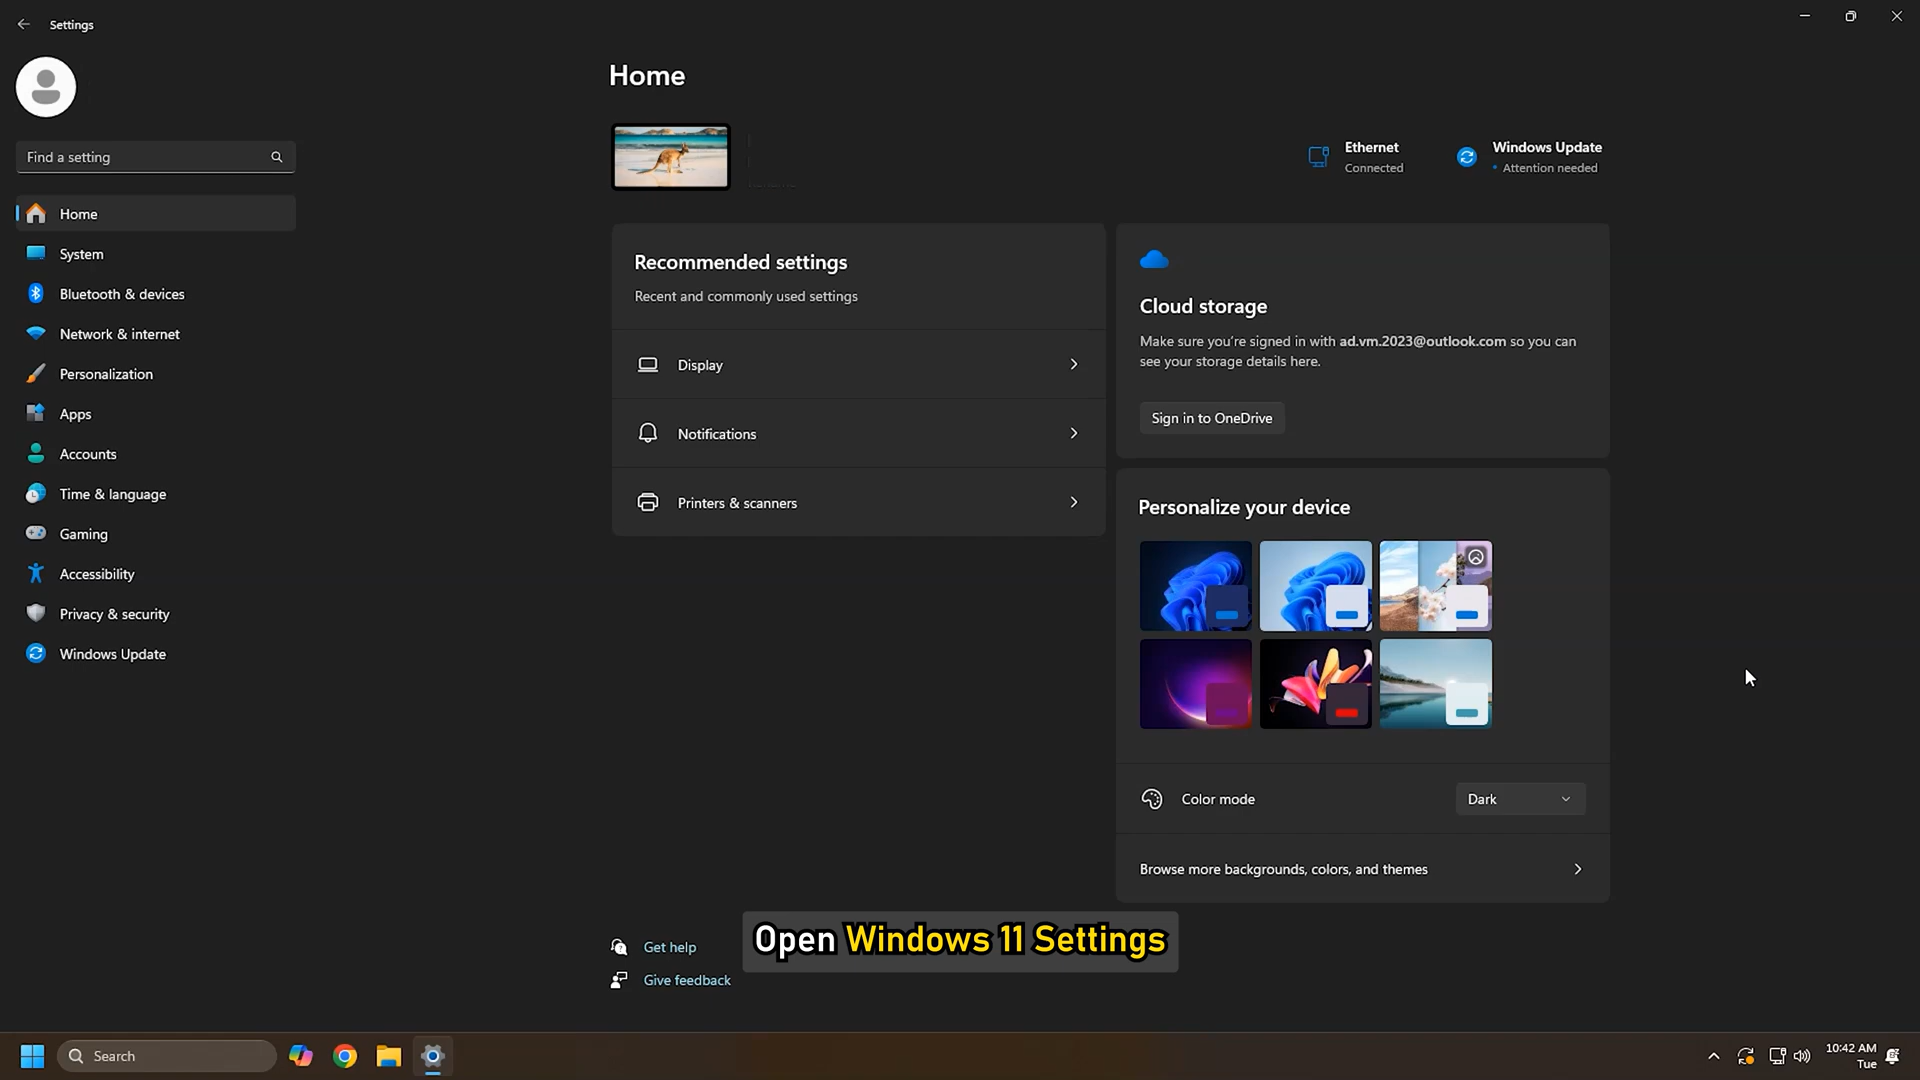 Settings
Find a setting
Home
System
Bluetooth & devices
Network & internet
Personalization
Apps
Accounts
Time & language
Gaming
Accessibility
Privacy & security
Windows Update
Home
Ethernet
Connected
Windows Update
Attention needed
Recommended settings
Recent and commonly used settings
Display
Notifications
Printers & scanners
Cloud storage
Make sure you're signed in with ad.vm.2023@outlook.com so you can
see your storage details here.
Sign in to OneDrive
Personalize your device
Color mode
Dark
Browse more backgrounds, colors, and themes
Get help
Give feedback
Open Windows 11 Settings
Search
10:42 AM
Tue